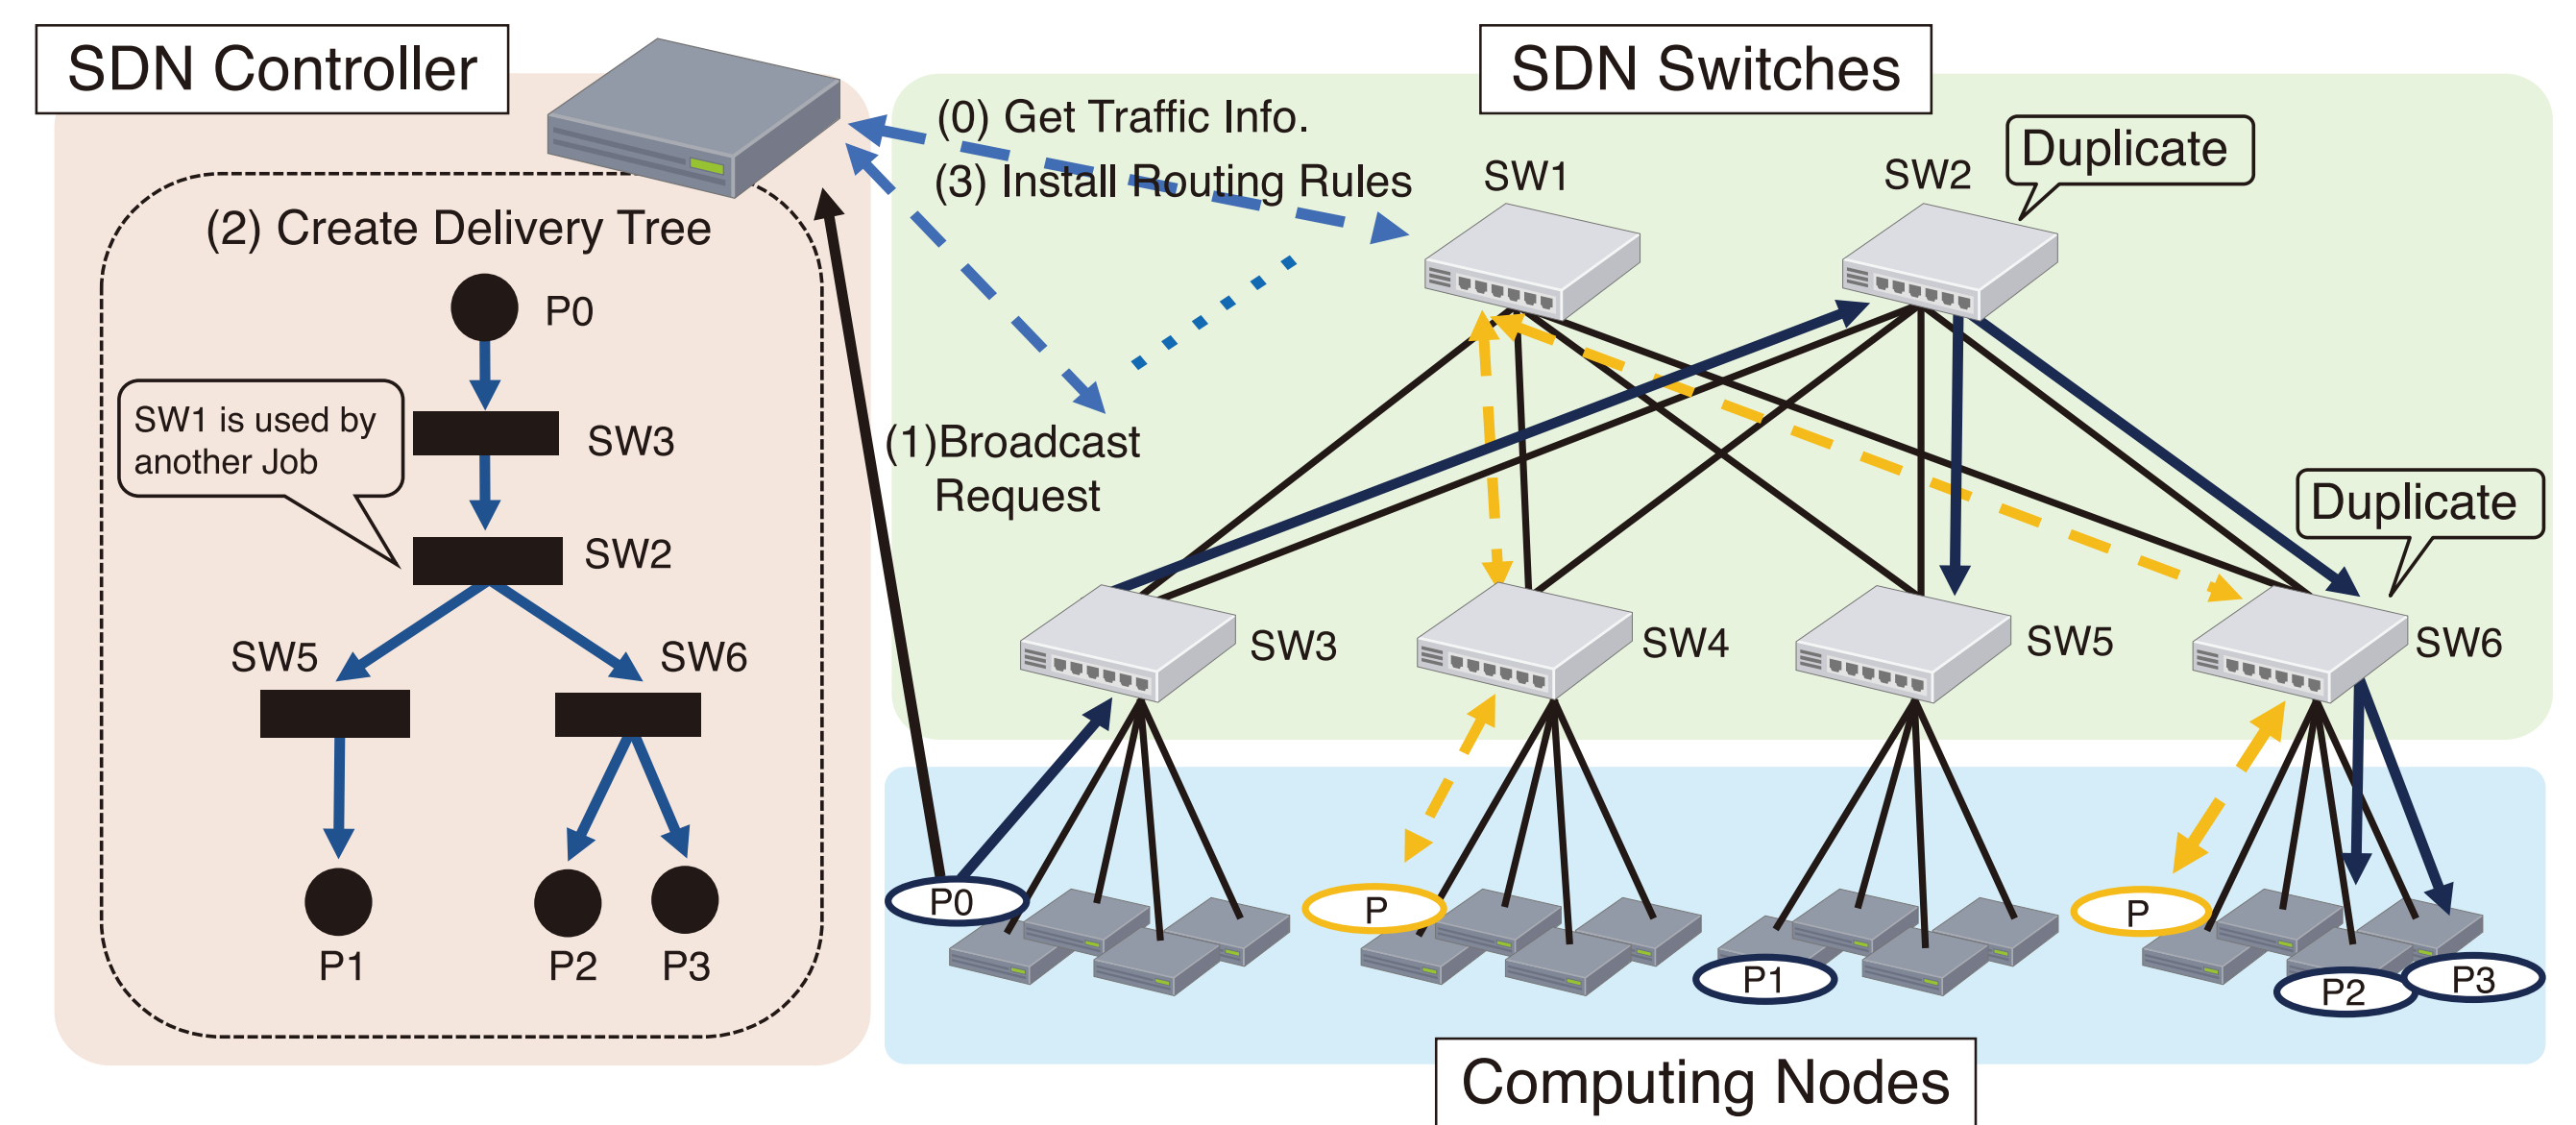 SDN Controller
SDN Switches
(0) Get Traffic Info.
(3) Install Routing Rules
SW1
SW2
Duplicate
(2) Create Delivery Tree
P0
SW1 is used by
another Job
SW3
SW2
SW5
SW6
P1
P2
P3
(1)Broadcast
Request
Duplicate
SW3
SW4
SW5
SW6
P0
P
P1
P
P2
P3
Computing Nodes